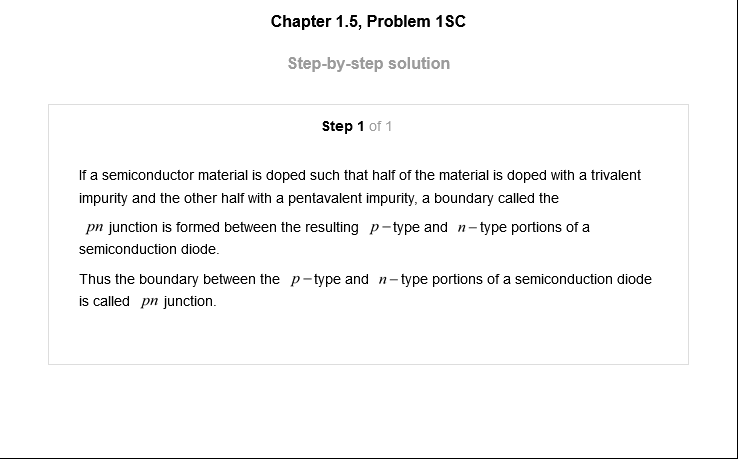 Chapter 1.5, Problem 1SC
Step-by-step solution
Step 1 of 1
If a semiconductor material is doped such that half of the material is doped with a trivalent
impurity and the other half with a pentavalent impurity, a boundary called the
pn junction is formed between the resulting p−type and n−type portions of a
semiconduction diode.
Thus the boundary between the p−type and n−type portions of a semiconduction diode
is called pn junction.